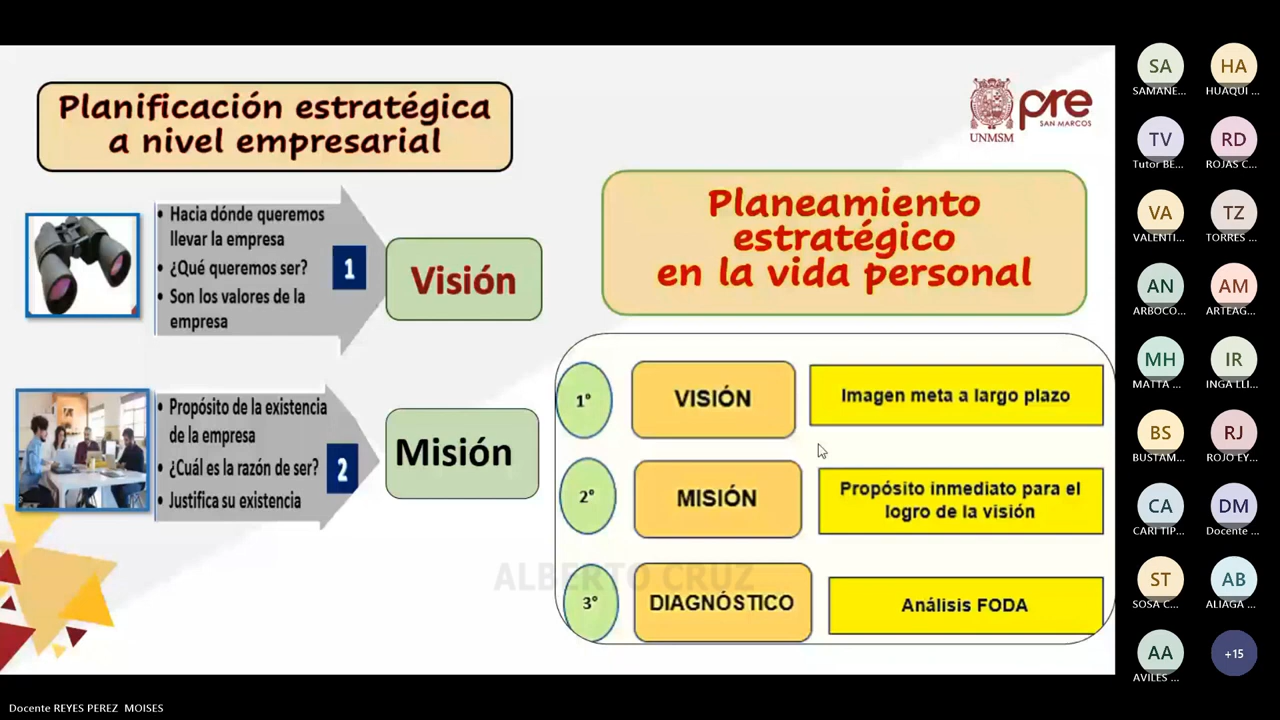 Planificación estratégica
a nivel empresarial
• Hacia dónde queremos
llevar la empresa
• ¿Qué queremos ser?
• Son los valores de la
empresa
1
Visión
• Propósito de la existencia
de la empresa
• ¿Cuál es la razón de ser?
• Justifica su existencia
2
Misión
UNMSM
pre
SAN MARCOS
Planeamiento
estratégico
en la vida personal
1°
VISIÓN
Imagen meta a largo plazo
2°
MISIÓN
Propósito inmediato para el
logro de la visión
3°
DIAGNÓSTICO
Análisis FODA
ALBERTO CRUZ
SA
SAMANE...
HA
HUAQUI ...
TV
Tutor BE...
RD
ROJAS C...
VA
VALENTI...
TZ
TORRES ...
AN
ARBOCO...
AM
ARTEAG...
MH
MATTA ...
IR
INGA LLI...
BS
BUSTAM...
RJ
ROJO EY...
CA
CARI TIP...
DM
Docente ...
ST
SOSA C...
AB
ALIAGA ...
AA
AVILES ...
+15
Docente REYES PEREZ MOISES